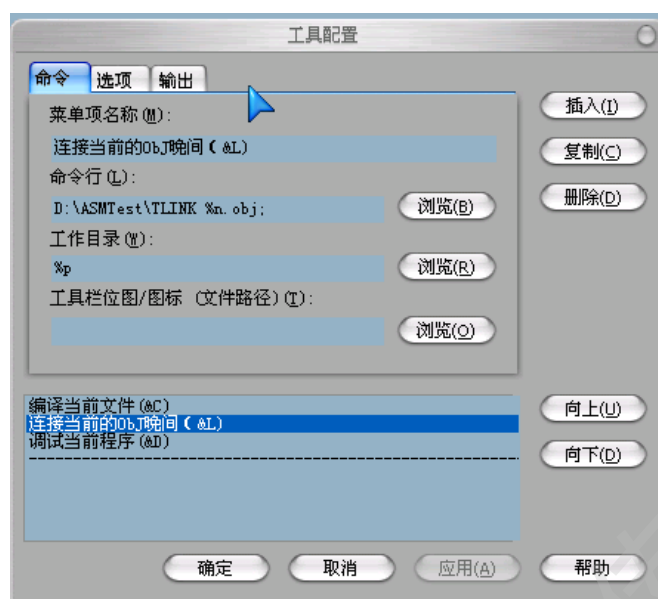 工具配置
命令 选项 输出
菜单项名称(M):
插入(I)
连接当前的ObJ晚间(&L)
复制(C)
命令行(L):
D:\ASMTest\TLINK %n.obj;
浏览(B)
删除(D)
工作目录(W):
%p
浏览(R)
工具栏位图/图标 (文件路径)(T):
浏览(O)
编译当前文件(&C)
连接当前的ObJ晚间(&L)
调试当前程序(&D)
向上(U)
向下(D)
确定 取消 应用(A) 帮助